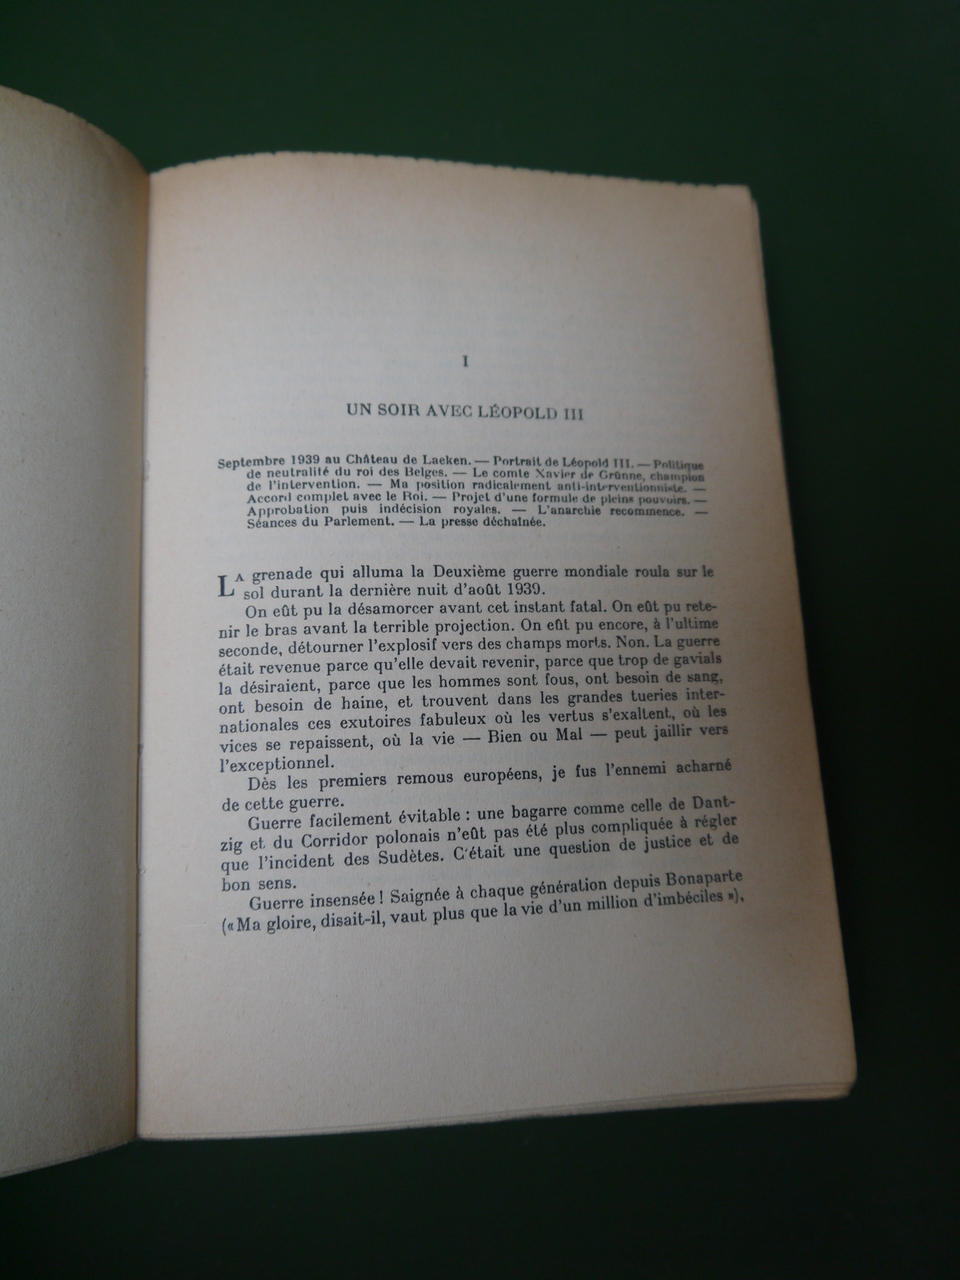 I
UN SOIR AVEC LÉOPOLD III
Septembre 1939 au Château de Laeken. — Portrait de Léopold III. — Politique
de neutralité du roi des Belges. — Le comte Xavier de Grünne, champion
de l'intervention. — Ma position radicalement anti-interventionniste. —
Accord complet avec le Roi. — Projet d'une formule de pleins pouvoirs. —
Approbation puis indécision royales. — L'anarchie recommence. —
Séances du Parlement. — La presse déchaînée.
LA grenade qui alluma la Deuxième guerre mondiale roula sur le
sol durant la dernière nuit d'août 1939.
On eût pu la désamorcer avant cet instant fatal. On eût pu rete-
nir le bras avant la terrible projection. On eût pu encore, à l'ultime
seconde, détourner l'explosif vers des champs morts. Non. La guerre
était revenue parce qu'elle devait revenir, parce que trop de gavials
la désiraient, parce que les hommes sont fous, ont besoin de sang,
ont besoin de haine, et trouvent dans les grandes tueries inter-
nationales ces exutoires fabuleux où les vertus s'exaltent, où les
vices se repaissent, où la vie — Bien ou Mal — peut jaillir vers
l'exceptionnel.
Dès les premiers remous européens, je fus l'ennemi acharné
de cette guerre.
Guerre facilement évitable : une bagarre comme celle de Dant-
zig et du Corridor polonais n'eût pas été plus compliquée à régler
que l'incident des Sudètes. C'était une question de justice et de
bon sens.
Guerre insensée ! Saignée à chaque génération depuis Bonaparte
(« Ma gloire, disait-il, vaut plus que la vie d'un million d'imbéciles »),